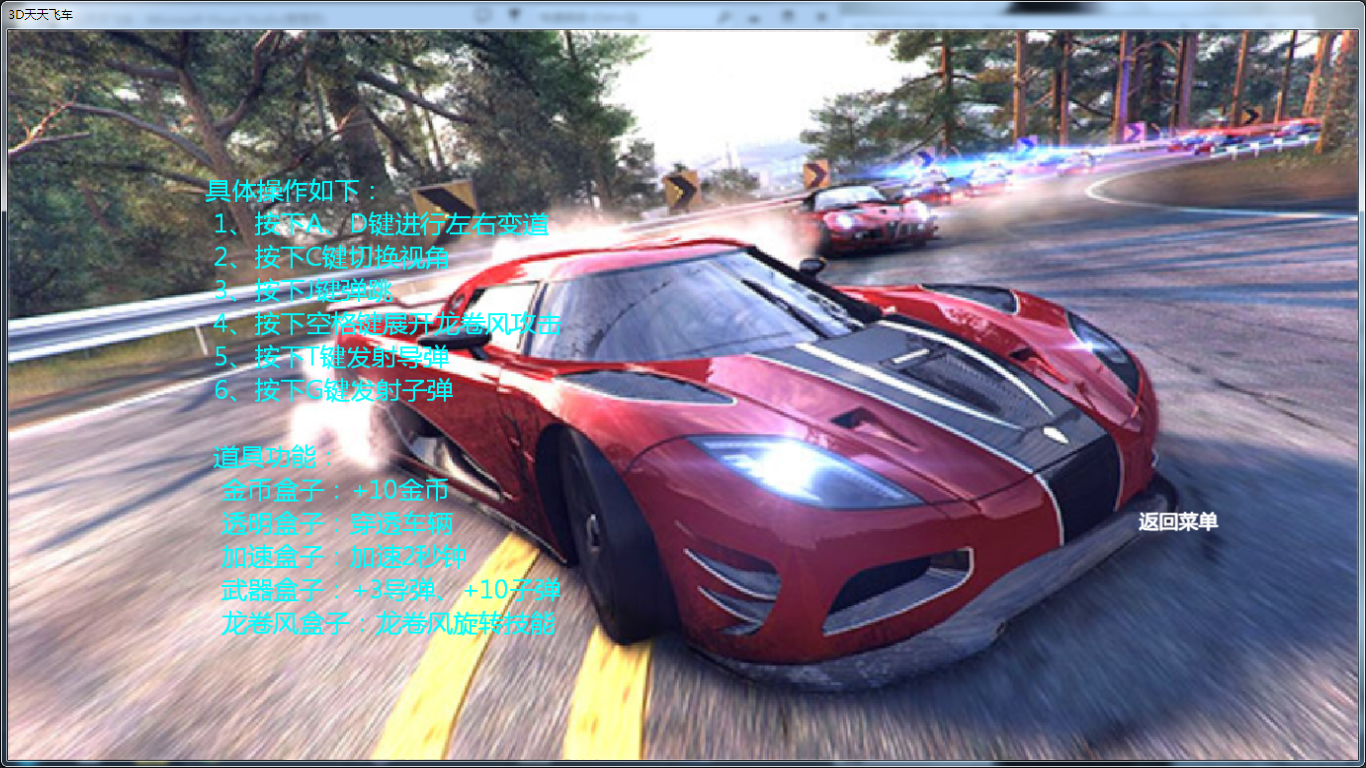 3D天天飞车
具体操作如下：
1、按下A、D键进行左右变道
2、按下C键切换视角
3、按下J键弹跳
4、按下空格键展开龙卷风攻击
5、按下T键发射导弹
6、按下G键发射子弹
道具功能：
金币盒子：+10金币
透明盒子：穿透车辆
加速盒子：加速2秒钟
武器盒子：+3导弹、+10子弹
龙卷风盒子：龙卷风旋转技能
返回菜单